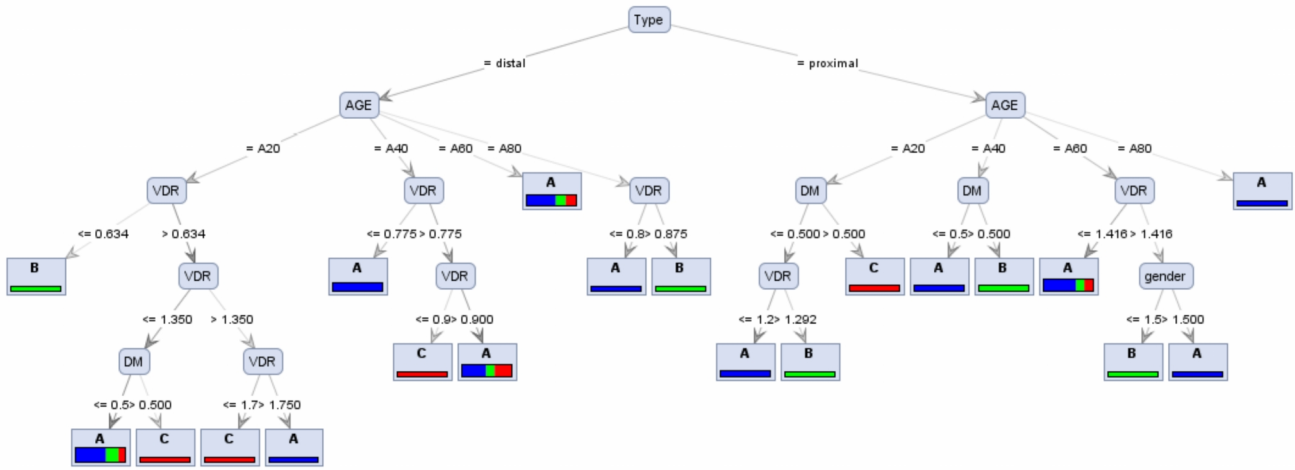 Type
= distal = proximal
AGE AGE
= A20 = A40 = A60 = A80 = A20 = A40 = A60 = A80
VDR VDR A VDR DM DM VDR A
<= 0.634 > 0.634 <= 0.775 > 0.775 <= 0.8 > 0.875 <= 0.500 > 0.500 <= 0.5 > 0.500 <= 1.416 > 1.416
B VDR A VDR A B VDR C A B A gender
<= 1.350 > 1.350 <= 0.9 > 0.900 <= 1.2 > 1.292 <= 1.5 > 1.500
DM VDR C A A B B A
<= 0.5 > 0.500 <= 1.7 > 1.750
A C C A